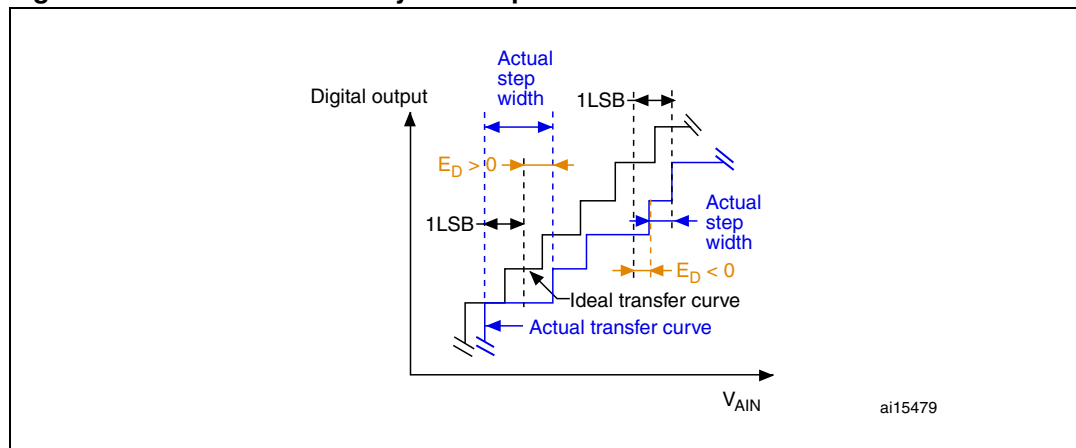 Actual
step
width
Digital output
1LSB
E_D > 0
1LSB
Actual
step
width
E_D < 0
Ideal transfer curve
Actual transfer curve
V_AIN
ai15479